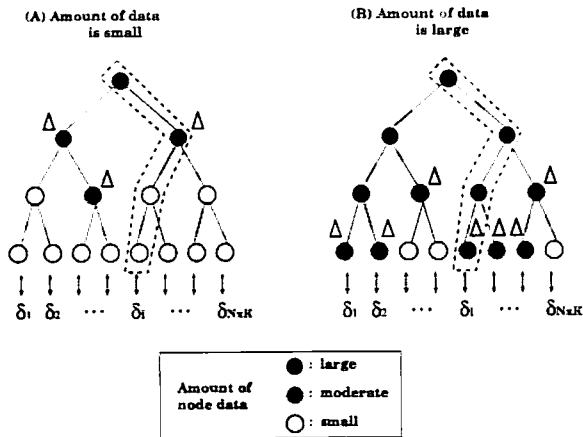 (A) Amount of data
is small
(B) Amount of data
is large
Δ Δ
Δ
Δ
Δ
Δ Δ Δ Δ Δ
δ1 δ2 ··· δi ··· δNxK
δ1 δ2 ··· δi ··· δNxK
Amount of
node data
: large
: moderate
: small